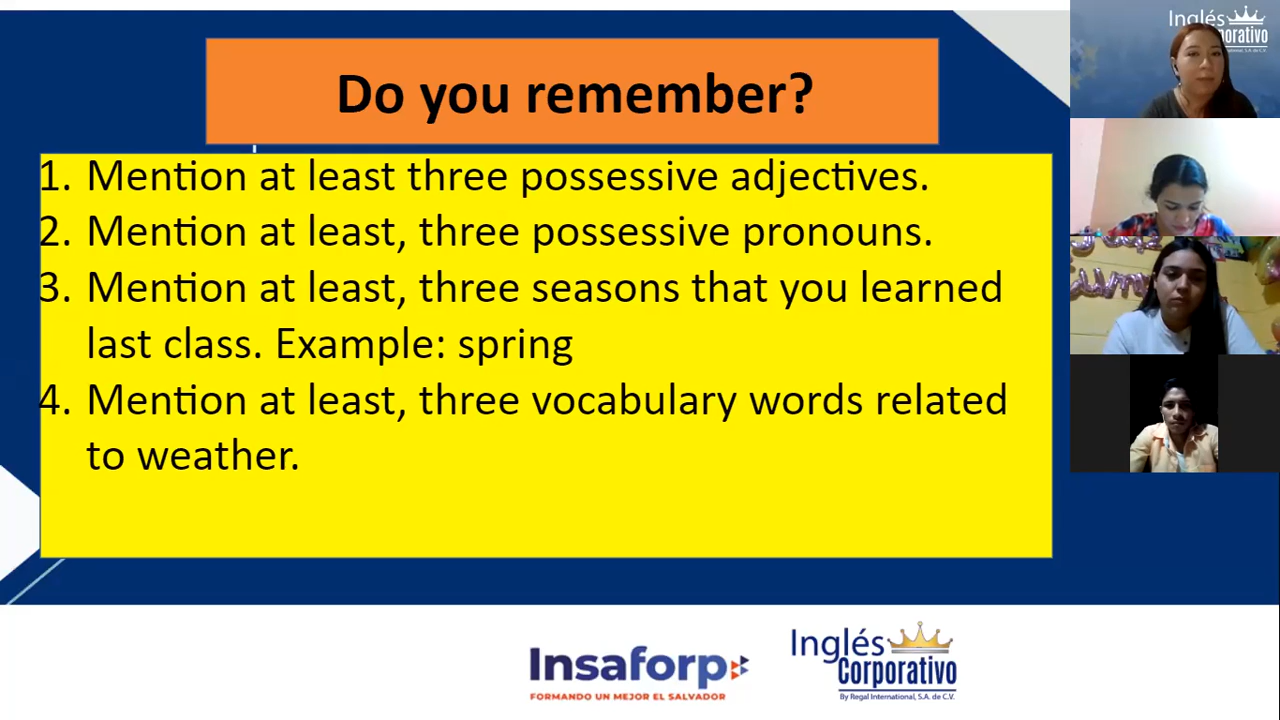 Do you remember?
1. Mention at least three possessive adjectives.
2. Mention at least, three possessive pronouns.
3. Mention at least, three seasons that you learned
last class. Example: spring
4. Mention at least, three vocabulary words related
to weather.
Insaforp
FORMANDO UN MEJOR EL SALVADOR
Inglés
Corporativo
By Regal International, S.A. de C.V.
Inglés